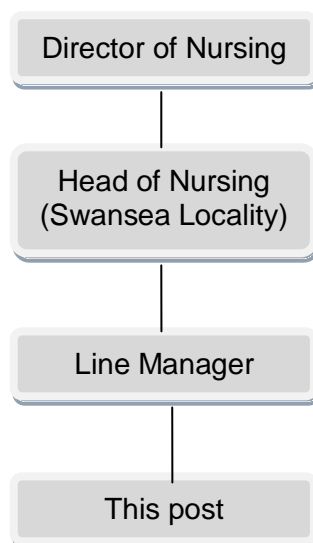 Director of Nursing
Head of Nursing
(Swansea Locality)
Line Manager
This post